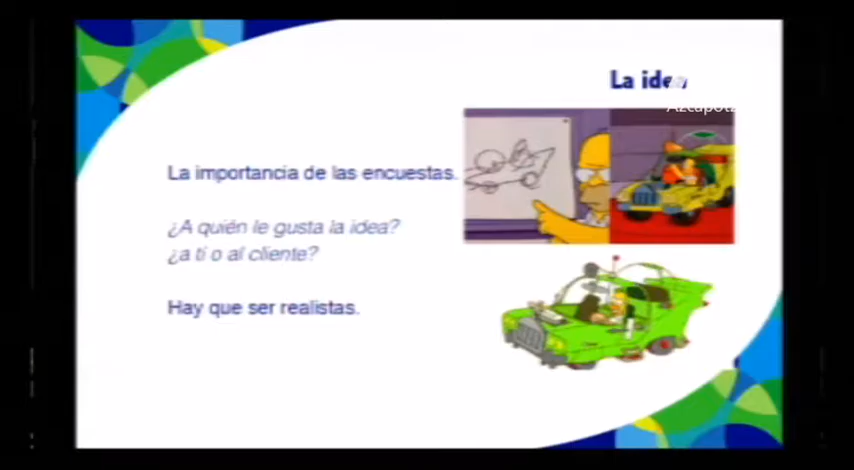 La idea
La importancia de las encuestas.
¿A quién le gusta la idea?
¿a ti o al cliente?
Hay que ser realistas.